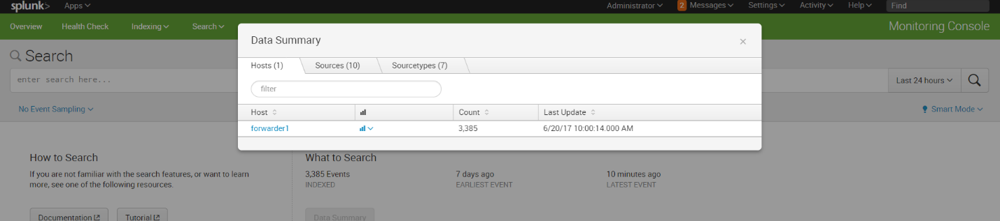 splunk> Apps Administrator 2 Messages Settings Activity Help Find
Overview Health Check Indexing Search Monitoring Console
Data Summary
Search
Hosts (1) Sources (10) Sourcetypes (7)
enter search here... Last 24 hours
filter
No Event Sampling Smart Mode
Host Count Last Update
forwarder1 3,385 6/20/17 10:00:14.000 AM
How to Search What to Search
If you are not familiar with the search features, or want to learn 3,385 Events 7 days ago 10 minutes ago
more, see one of the following resources. INDEXED EARLIEST EVENT LATEST EVENT
Documentation Tutorial Data Summary